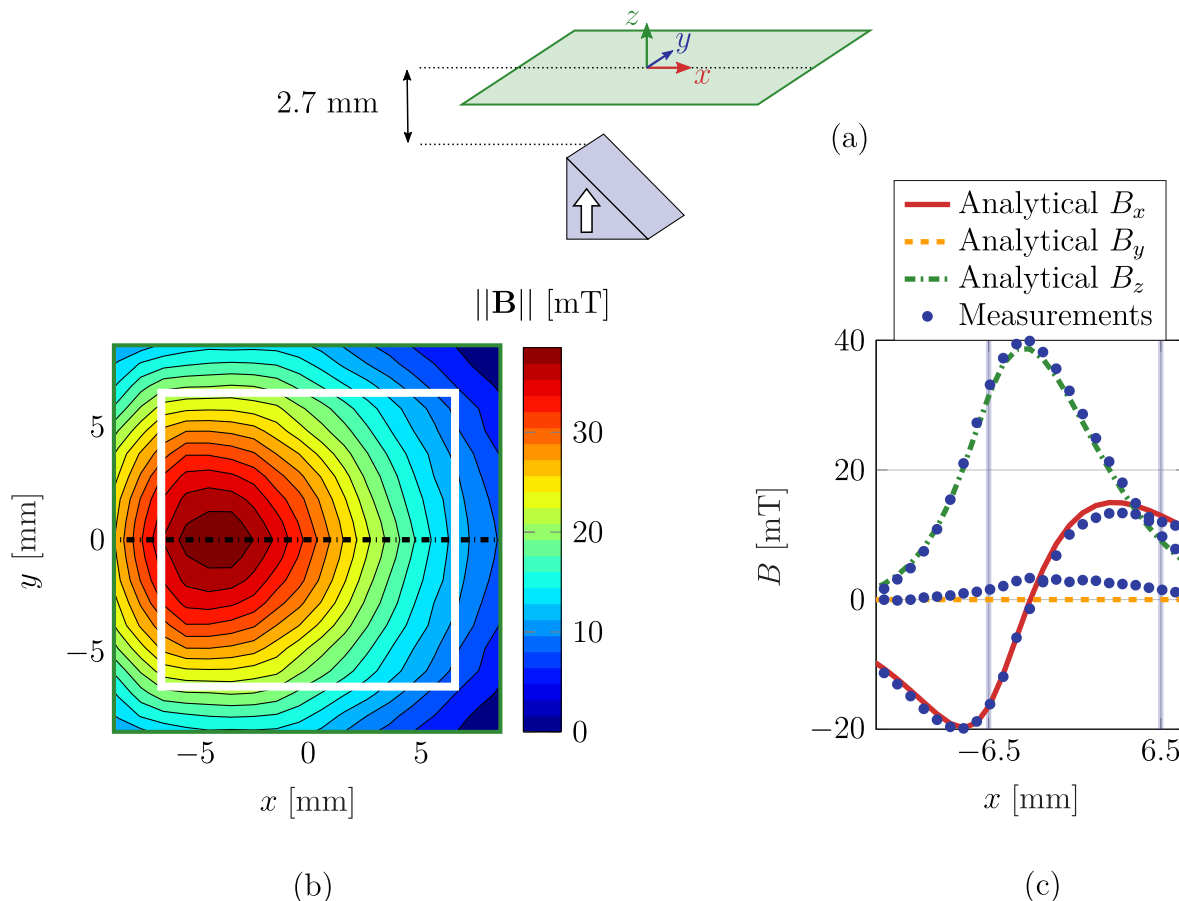 z
y
x
2.7 mm
(a)
Analytical Bx
Analytical By
Analytical Bz
Measurements
||B|| [mT]
30
20
10
0
5
0
−5
y [mm]
−5 0 5
x [mm]
(b)
40
20
0
−20
B [mT]
−6.5 6.5
x [mm]
(c)